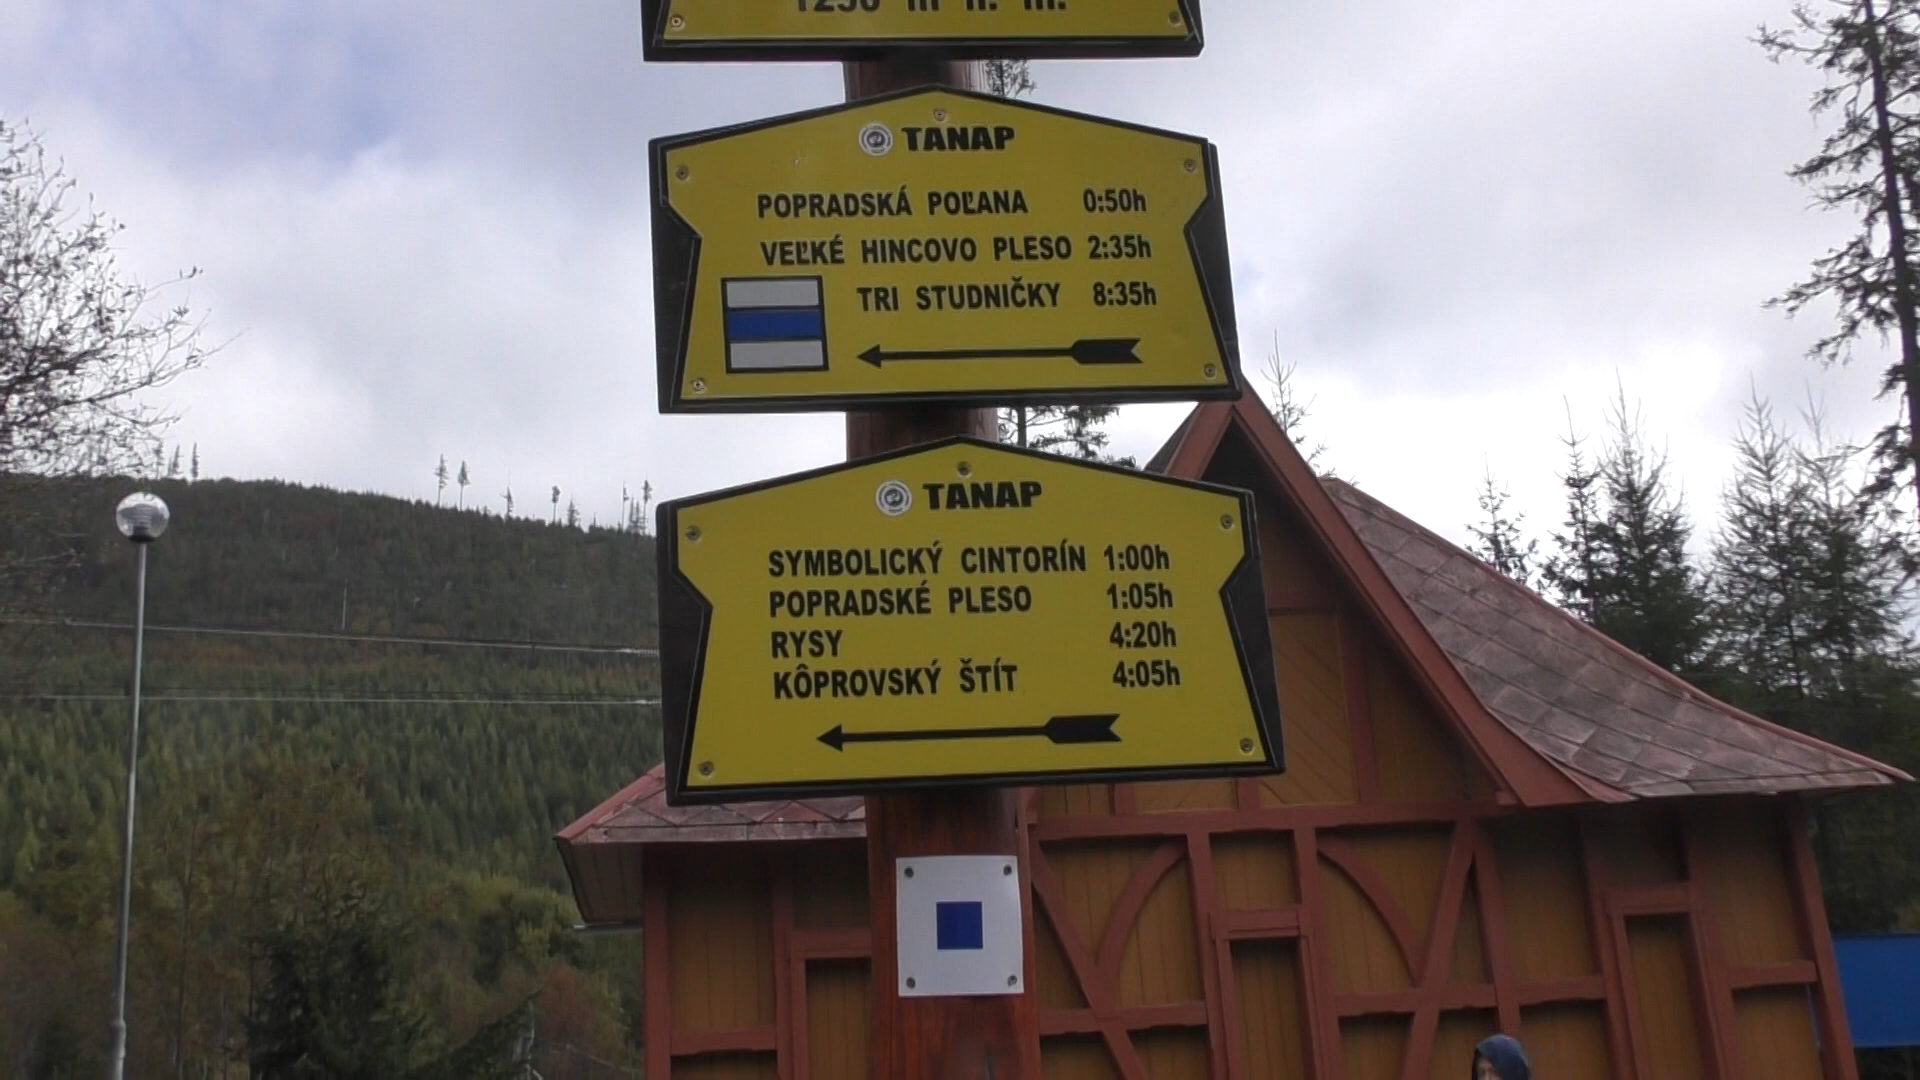 1250 m n. m.
TANAP
POPRADSKÁ POĽANA 0:50h
VEĽKÉ HINCOVO PLESO 2:35h
TRI STUDNIČKY 8:35h
TANAP
SYMBOLICKÝ CINTORÍN 1:00h
POPRADSKÉ PLESO 1:05h
RYSY 4:20h
KÔPROVSKÝ ŠTÍT 4:05h